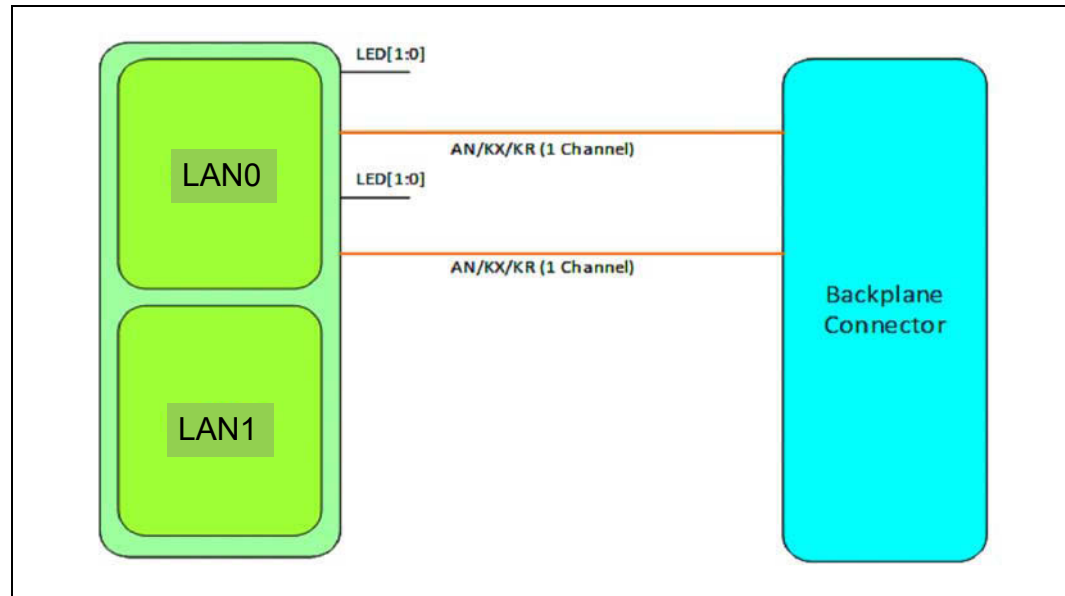 LED[1:0]
AN/KX/KR (1 Channel)
LAN0
LED[1:0]
AN/KX/KR (1 Channel)
Backplane
Connector
LAN1